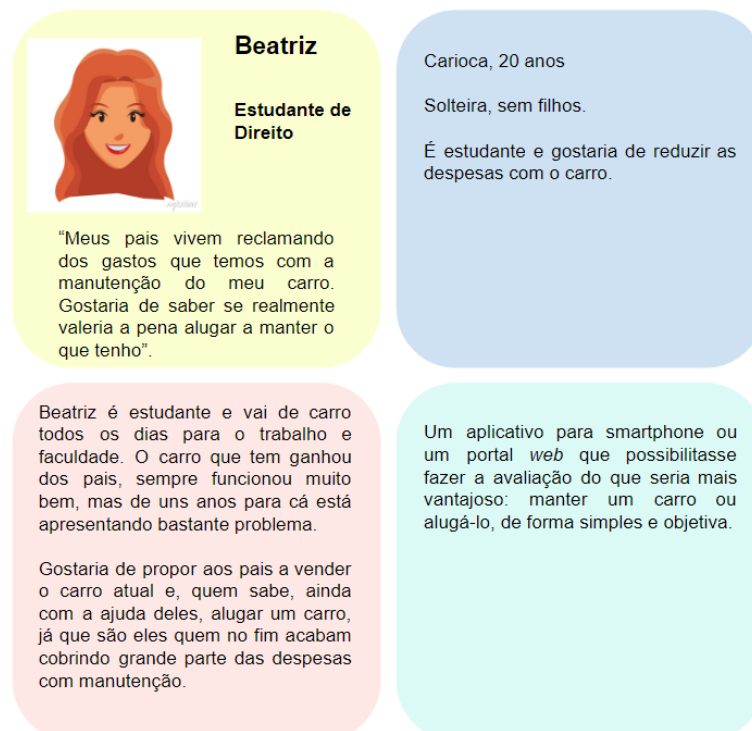 Beatriz
Estudante de
Direito
“Meus pais vivem reclamando
dos gastos que temos com a
manutenção do meu carro.
Gostaria de saber se realmente
valeria a pena alugar a manter o
que tenho”.
Carioca, 20 anos
Solteira, sem filhos.
É estudante e gostaria de reduzir as
despesas com o carro.
Beatriz é estudante e vai de carro
todos os dias para o trabalho e
faculdade. O carro que tem ganhou
dos pais, sempre funcionou muito
bem, mas de uns anos para cá está
apresentando bastante problema.
Gostaria de propor aos pais a vender
o carro atual e, quem sabe, ainda
com a ajuda deles, alugar um carro,
já que são eles quem no fim acabam
cobrindo grande parte das despesas
com manutenção.
Um aplicativo para smartphone ou
um portal web que possibilitasse
fazer a avaliação do que seria mais
vantajoso: manter um carro ou
alugá-lo, de forma simples e objetiva.